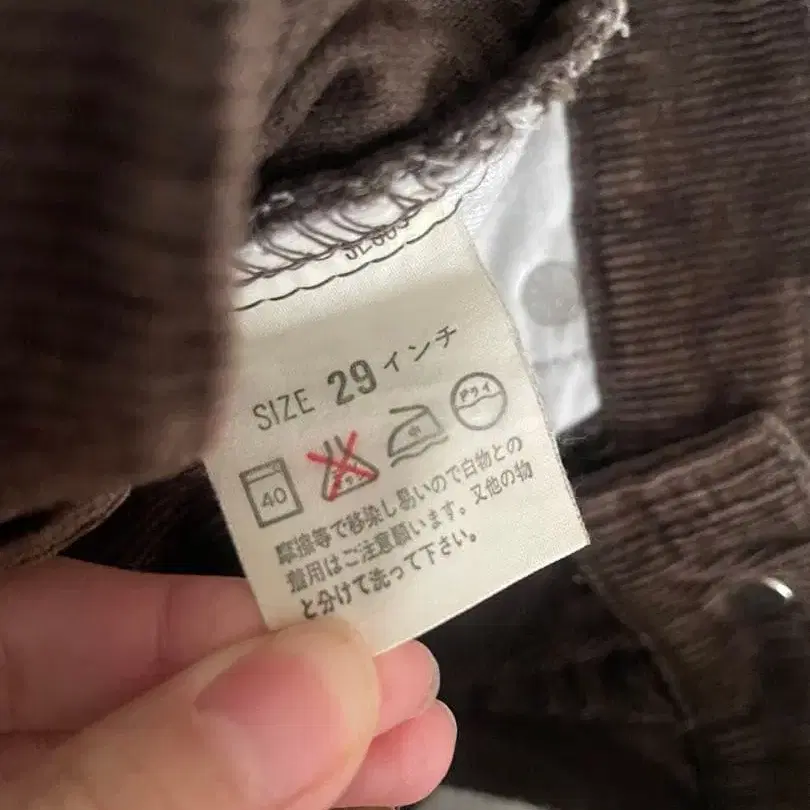 SIZE 29インチ
40 中 ドライ
摩擦等で移染し易いので白物との
着用はご注意願います。又他の物
と分けて洗って下さい。